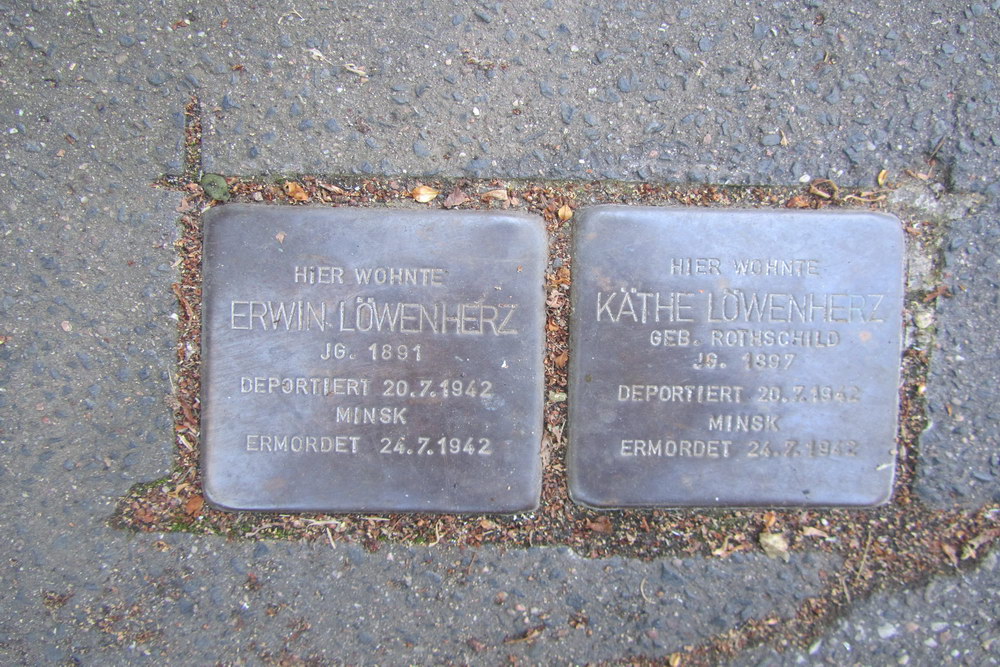 HIER WOHNTE
ERWIN LÖWENHERZ
JG. 1891
DEPORTIERT 20.7.1942
MINSK
ERMORDET 24.7.1942
HIER WOHNTE
KÄTHE LÖWENHERZ
GEB. ROTHSCHILD
JG. 1897
DEPORTIERT 20.7.1942
MINSK
ERMORDET 24.7.1942